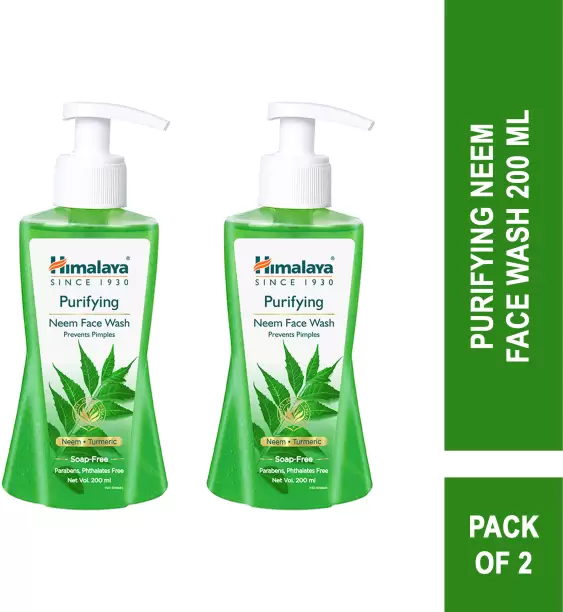 Himalaya
SINCE 1930
Purifying
Neem Face Wash
Prevents Pimples
Neem • Turmeric
Soap-Free
Parabens, Phthalates Free
Net Vol. 200 ml
Himalaya
SINCE 1930
Purifying
Neem Face Wash
Prevents Pimples
Neem • Turmeric
Soap-Free
Parabens, Phthalates Free
Net Vol. 200 ml
PURIFYING NEEM
FACE WASH 200 ML
PACK
OF 2